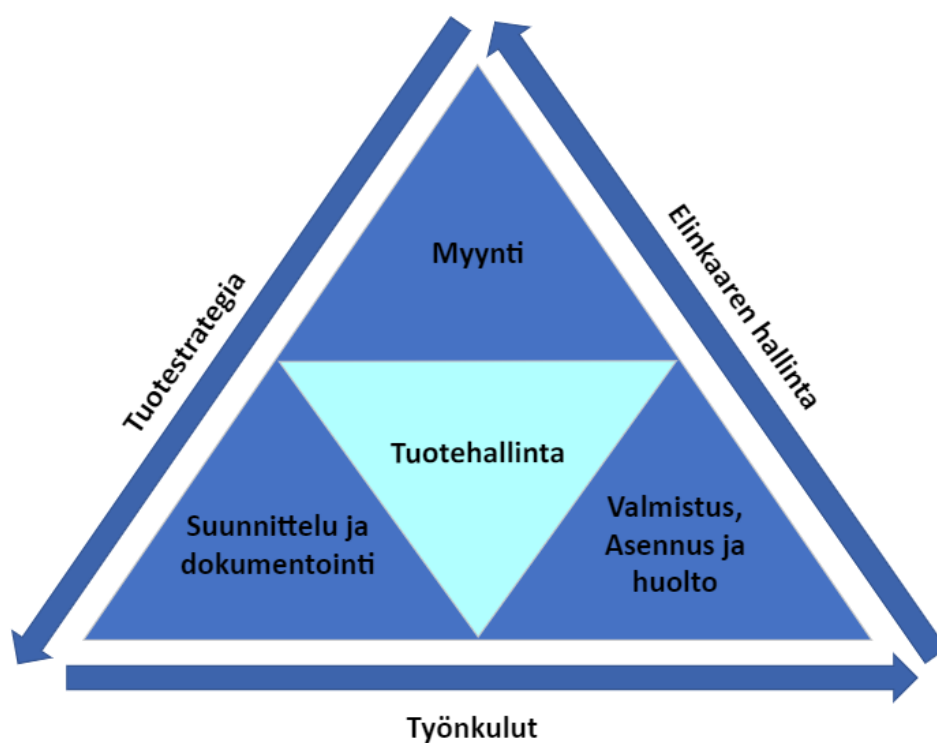 Myynti
Tuotestrategia
Elinkaaren hallinta
Tuotehallinta
Suunnittelu ja
dokumentointi
Valmistus,
Asennus ja
huolto
Työnkulut